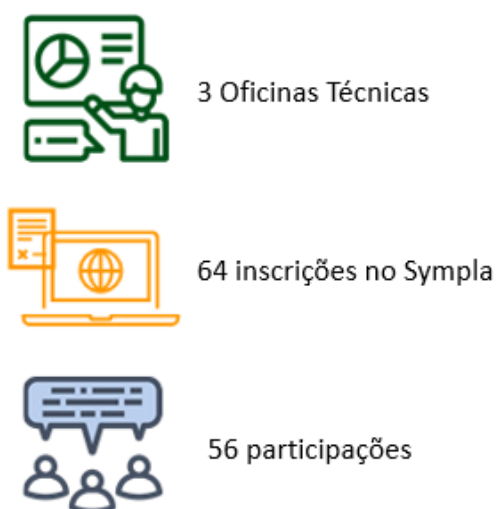 3 Oficinas Técnicas
64 inscrições no Sympla
56 participações